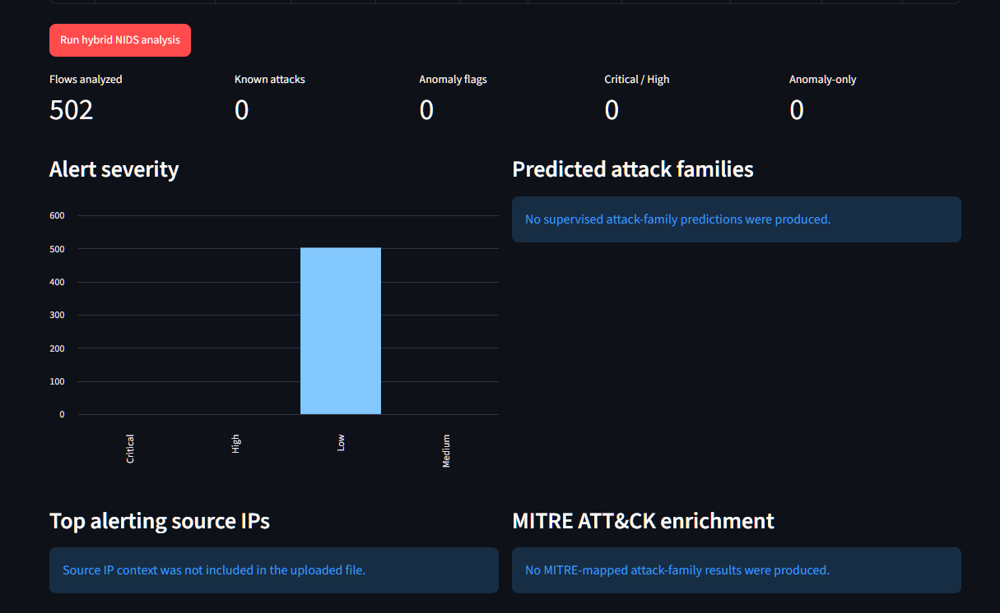 Run hybrid NIDS analysis
Flows analyzed
502
Known attacks
0
Anomaly flags
0
Critical / High
0
Anomaly-only
0
Alert severity
600
500
400
300
200
100
0
Critical
High
Low
Medium
Predicted attack families
No supervised attack-family predictions were produced.
Top alerting source IPs
Source IP context was not included in the uploaded file.
MITRE ATT&CK enrichment
No MITRE-mapped attack-family results were produced.